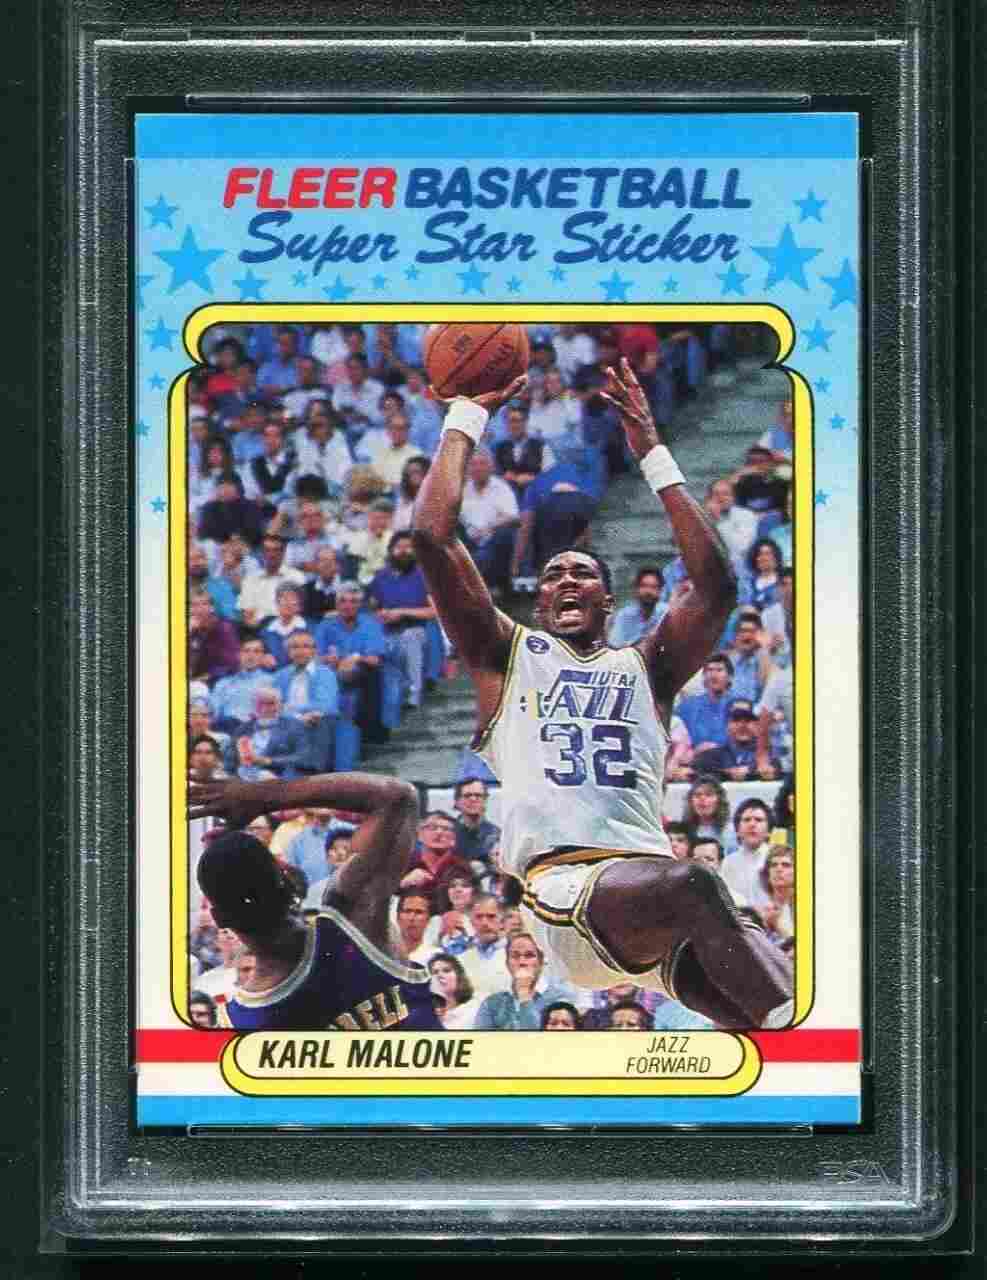 FLEER BASKETBALL
Super Star Sticker
UTAH
JAZZ
32
KARL MALONE
JAZZ
FORWARD